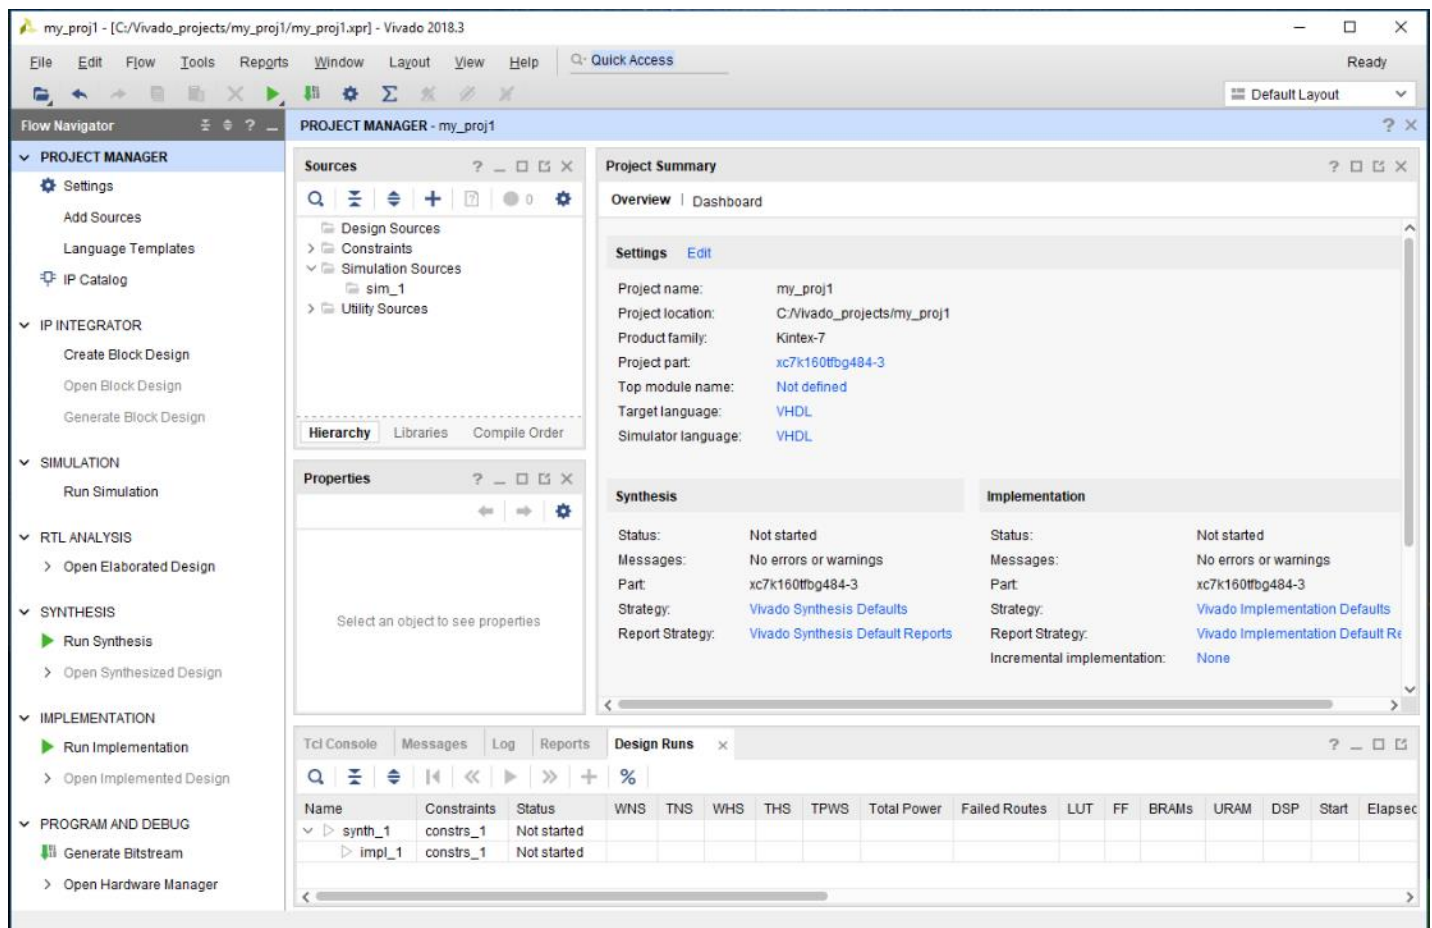 my_proj1 - [C:/Vivado_projects/my_proj1/my_proj1.xpr] - Vivado 2018.3
File Edit Flow Tools Reports Window Layout View Help Quick Access Ready
Default Layout
Flow Navigator
PROJECT MANAGER - my_proj1
PROJECT MANAGER
Settings
Add Sources
Language Templates
IP Catalog
IP INTEGRATOR
Create Block Design
Open Block Design
Generate Block Design
SIMULATION
Run Simulation
RTL ANALYSIS
Open Elaborated Design
SYNTHESIS
Run Synthesis
Open Synthesized Design
IMPLEMENTATION
Run Implementation
Open Implemented Design
PROGRAM AND DEBUG
Generate Bitstream
Open Hardware Manager
Sources
0
Design Sources
Constraints
Simulation Sources
sim_1
Utility Sources
Hierarchy Libraries Compile Order
Properties
Select an object to see properties
Project Summary
Overview | Dashboard
Settings Edit
Project name: my_proj1
Project location: C:/Vivado_projects/my_proj1
Product family: Kintex-7
Project part: xc7k160tfbg484-3
Top module name: Not defined
Target language: VHDL
Simulator language: VHDL
Synthesis
Status: Not started
Messages: No errors or warnings
Part: xc7k160tfbg484-3
Strategy: Vivado Synthesis Defaults
Report Strategy: Vivado Synthesis Default Reports
Implementation
Status: Not started
Messages: No errors or warnings
Part: xc7k160tfbg484-3
Strategy: Vivado Implementation Defaults
Report Strategy: Vivado Implementation Default Re
Incremental implementation: None
Tcl Console Messages Log Reports Design Runs
Name Constraints Status WNS TNS WHS THS TPWS Total Power Failed Routes LUT FF BRAMs URAM DSP Start Elapsed
synth_1 constrs_1 Not started
impl_1 constrs_1 Not started